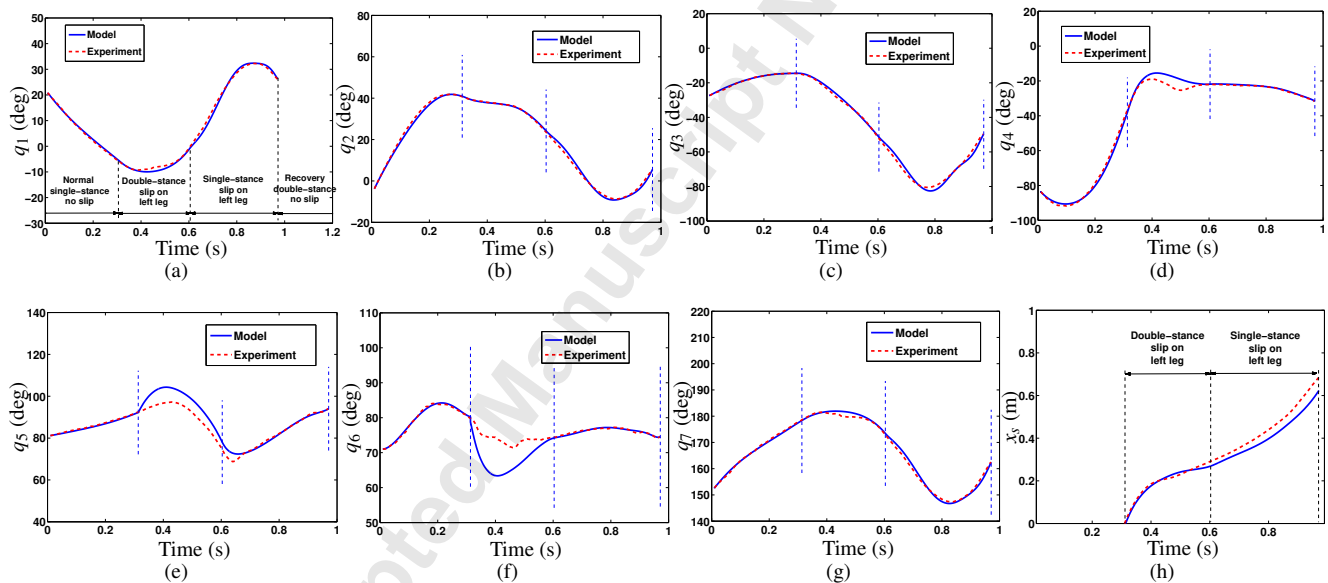 50
40
30
20
10
0
−10
−20
−30
q1 (deg)
Model
Experiment
Normal
single−stance
no slip
Double−stance
slip on
left leg
Single−stance
slip on
left leg
Recovery
double−stance
no slip
0 0.2 0.4 0.6 0.8 1 1.2
Time (s)
(a)
80
60
40
20
0
−20
q2 (deg)
Model
Experiment
0 0.2 0.4 0.6 0.8 1
Time (s)
(b)
20
0
−20
−40
−60
−80
−100
q3 (deg)
Model
Experiment
0 0.2 0.4 0.6 0.8 1
Time (s)
(c)
20
0
−20
−40
−60
−80
−100
q4 (deg)
Model
Experiment
0 0.2 0.4 0.6 0.8 1
Time (s)
(d)
140
120
100
80
60
40
q5 (deg)
Model
Experiment
0 0.2 0.4 0.6 0.8 1
Time (s)
(e)
110
100
90
80
70
60
50
q6 (deg)
Model
Experiment
0 0.2 0.4 0.6 0.8 1
Time (s)
(f)
220
210
200
190
180
170
160
150
140
q7 (deg)
Model
Experiment
0 0.2 0.4 0.6 0.8 1
Time (s)
(g)
1
0.8
0.6
0.4
0.2
0
xs (m)
Double−stance
slip on
left leg
Single−stance
slip on
left leg
0 0.2 0.4 0.6 0.8
Time (s)
(h)
pted Manuscript N